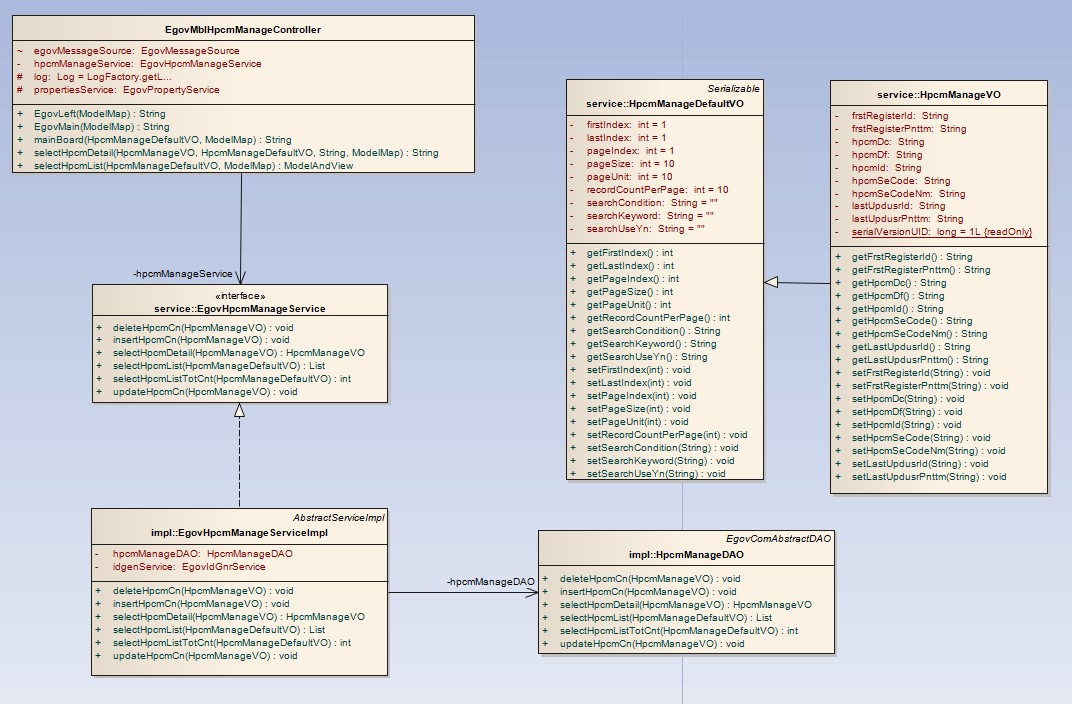 EgovMblHpcmManageController
~ egovMessageSource: EgovMessageSource
- hpcmManageService: EgovHpcmManageService
# log: Log = LogFactory.getL...
# propertiesService: EgovPropertyService
+ EgovLeft(ModelMap) : String
+ EgovMain(ModelMap) : String
+ mainBoard(HpcmManageDefaultVO, ModelMap) : String
+ selectHpcmDetail(HpcmManageVO, HpcmManageDefaultVO, String, ModelMap) : String
+ selectHpcmList(HpcmManageDefaultVO, ModelMap) : ModelAndView
-hpcmManageService
«interface»
service::EgovHpcmManageService
+ deleteHpcmCn(HpcmManageVO) : void
+ insertHpcmCn(HpcmManageVO) : void
+ selectHpcmDetail(HpcmManageVO) : HpcmManageVO
+ selectHpcmList(HpcmManageDefaultVO) : List
+ selectHpcmListTotCnt(HpcmManageDefaultVO) : int
+ updateHpcmCn(HpcmManageVO) : void
Serializable
service::HpcmManageDefaultVO
- firstIndex: int = 1
- lastIndex: int = 1
- pageIndex: int = 1
- pageSize: int = 10
- pageUnit: int = 10
- recordCountPerPage: int = 10
- searchCondition: String = ""
- searchKeyword: String = ""
- searchUseYn: String = ""
+ getFirstIndex() : int
+ getLastIndex() : int
+ getPageIndex() : int
+ getPageSize() : int
+ getPageUnit() : int
+ getRecordCountPerPage() : int
+ getSearchCondition() : String
+ getSearchKeyword() : String
+ getSearchUseYn() : String
+ setFirstIndex(int) : void
+ setLastIndex(int) : void
+ setPageIndex(int) : void
+ setPageSize(int) : void
+ setPageUnit(int) : void
+ setRecordCountPerPage(int) : void
+ setSearchCondition(String) : void
+ setSearchKeyword(String) : void
+ setSearchUseYn(String) : void
service::HpcmManageVO
- frstRegisterId: String
- frstRegisterPnttm: String
- hpcmDc: String
- hpcmDf: String
- hpcmId: String
- hpcmSeCode: String
- hpcmSeCodeNm: String
- lastUpdusrId: String
- lastUpdusrPnttm: String
- serialVersionUID: long = 1L {readOnly}
+ getFrstRegisterId() : String
+ getFrstRegisterPnttm() : String
+ getHpcmDc() : String
+ getHpcmDf() : String
+ getHpcmId() : String
+ getHpcmSeCode() : String
+ getHpcmSeCodeNm() : String
+ getLastUpdusrId() : String
+ getLastUpdusrPnttm() : String
+ setFrstRegisterId(String) : void
+ setFrstRegisterPnttm(String) : void
+ setHpcmDc(String) : void
+ setHpcmDf(String) : void
+ setHpcmId(String) : void
+ setHpcmSeCode(String) : void
+ setHpcmSeCodeNm(String) : void
+ setLastUpdusrId(String) : void
+ setLastUpdusrPnttm(String) : void
AbstractServiceImpl
impl::EgovHpcmManageServiceImpl
- hpcmManageDAO: HpcmManageDAO
- idgenService: EgovIdGnrService
+ deleteHpcmCn(HpcmManageVO) : void
+ insertHpcmCn(HpcmManageVO) : void
+ selectHpcmDetail(HpcmManageVO) : HpcmManageVO
+ selectHpcmList(HpcmManageDefaultVO) : List
+ selectHpcmListTotCnt(HpcmManageDefaultVO) : int
+ updateHpcmCn(HpcmManageVO) : void
-hpcmManageDAO
EgovComAbstractDAO
impl::HpcmManageDAO
+ deleteHpcmCn(HpcmManageVO) : void
+ insertHpcmCn(HpcmManageVO) : void
+ selectHpcmDetail(HpcmManageVO) : HpcmManageVO
+ selectHpcmList(HpcmManageDefaultVO) : List
+ selectHpcmListTotCnt(HpcmManageDefaultVO) : int
+ updateHpcmCn(HpcmManageVO) : void